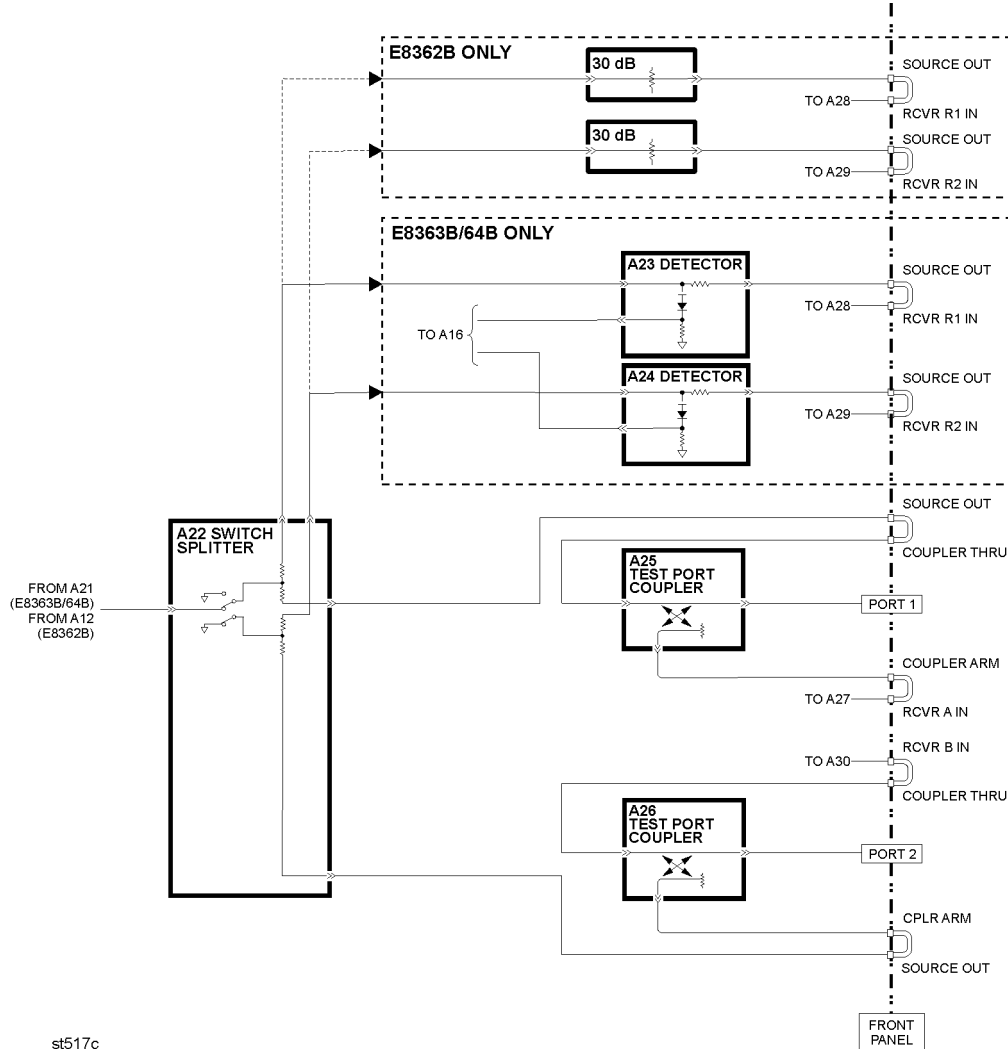 E8362B ONLY
30 dB
SOURCE OUT
TO A28
RCVR R1 IN
30 dB
SOURCE OUT
TO A29
RCVR R2 IN
E8363B/64B ONLY
A23 DETECTOR
SOURCE OUT
TO A28
RCVR R1 IN
TO A16
A24 DETECTOR
SOURCE OUT
TO A29
RCVR R2 IN
A22 SWITCH
SPLITTER
SOURCE OUT
COUPLER THRU
A25
TEST PORT
COUPLER
FROM A21
(E8363B/64B)
FROM A12
(E8362B)
PORT 1
COUPLER ARM
TO A27
RCVR A IN
RCVR B IN
TO A30
COUPLER THRU
A26
TEST PORT
COUPLER
PORT 2
CPLR ARM
SOURCE OUT
FRONT
PANEL
st517c